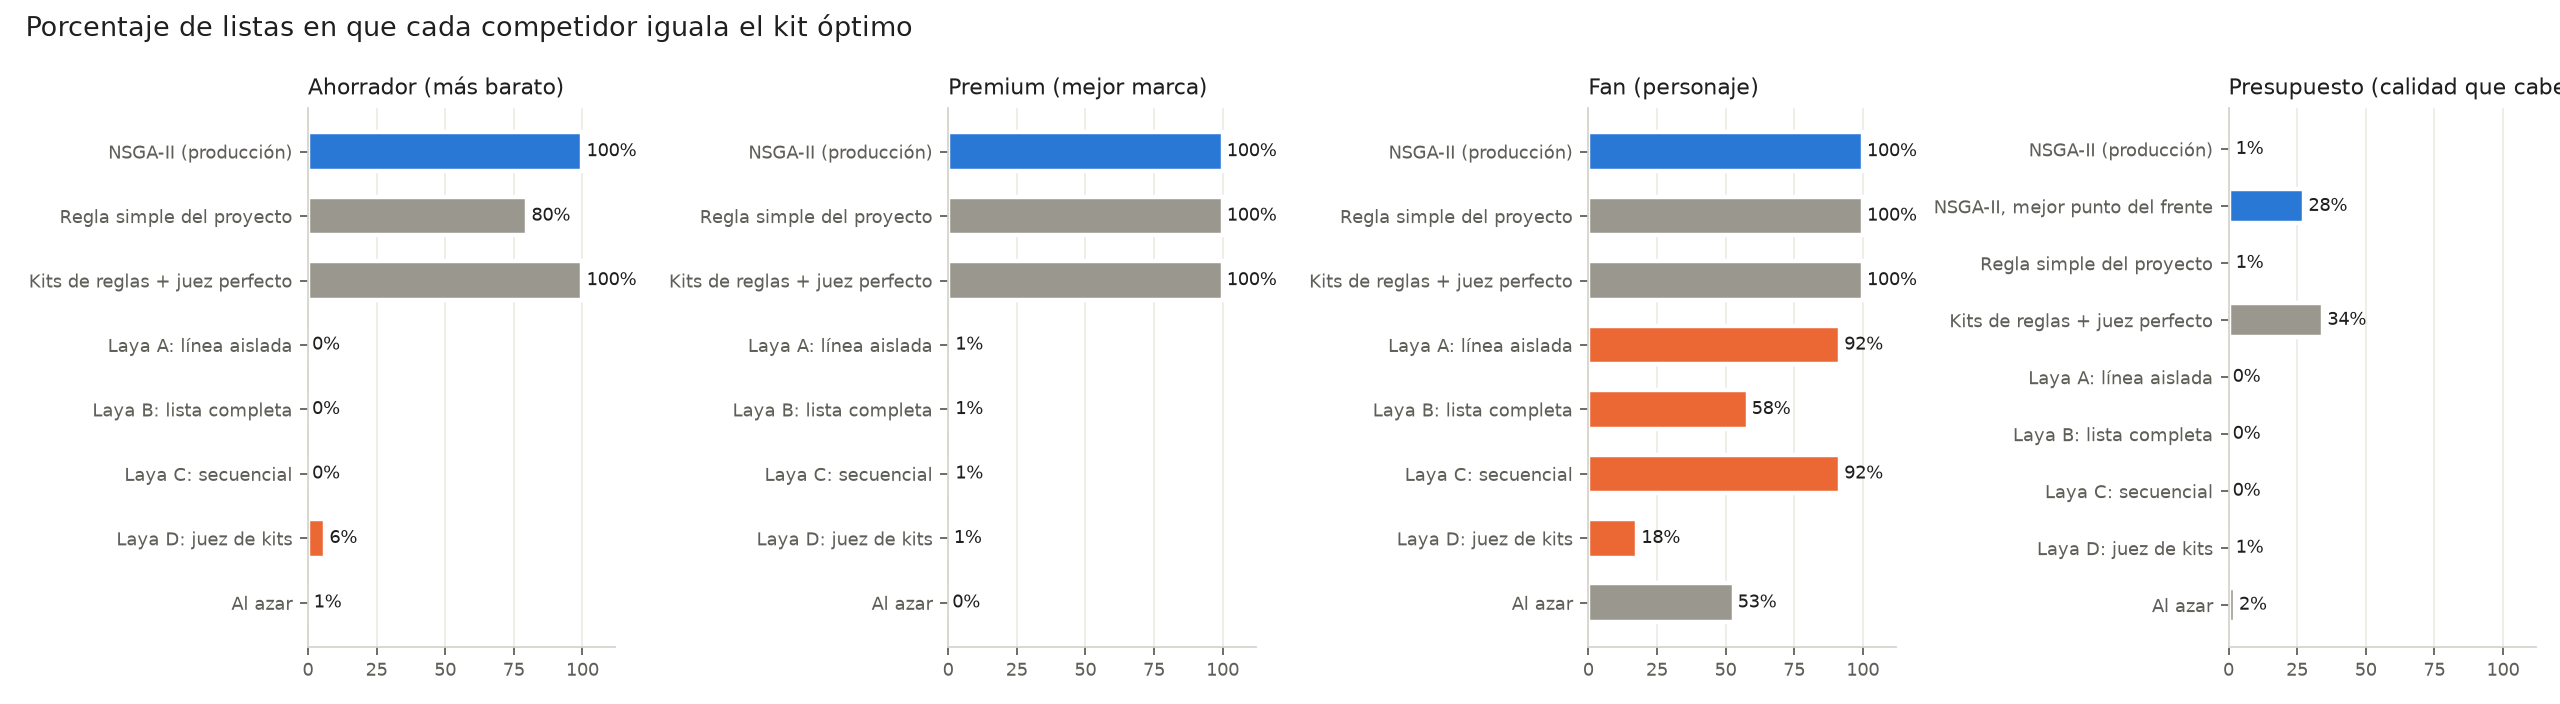 Porcentaje de listas en que cada competidor iguala el kit óptimo
Ahorrador (más barato)
NSGA-II (producción) 100%
Regla simple del proyecto 80%
Kits de reglas + juez perfecto 100%
Laya A: línea aislada 0%
Laya B: lista completa 0%
Laya C: secuencial 0%
Laya D: juez de kits 6%
Al azar 1%
0 25 50 75 100
Premium (mejor marca)
NSGA-II (producción) 100%
Regla simple del proyecto 100%
Kits de reglas + juez perfecto 100%
Laya A: línea aislada 1%
Laya B: lista completa 1%
Laya C: secuencial 1%
Laya D: juez de kits 1%
Al azar 0%
0 25 50 75 100
Fan (personaje)
NSGA-II (producción) 100%
Regla simple del proyecto 100%
Kits de reglas + juez perfecto 100%
Laya A: línea aislada 92%
Laya B: lista completa 58%
Laya C: secuencial 92%
Laya D: juez de kits 18%
Al azar 53%
0 25 50 75 100
Presupuesto (calidad que cabe
NSGA-II (producción) 1%
NSGA-II, mejor punto del frente 28%
Regla simple del proyecto 1%
Kits de reglas + juez perfecto 34%
Laya A: línea aislada 0%
Laya B: lista completa 0%
Laya C: secuencial 0%
Laya D: juez de kits 1%
Al azar 2%
0 25 50 75 100